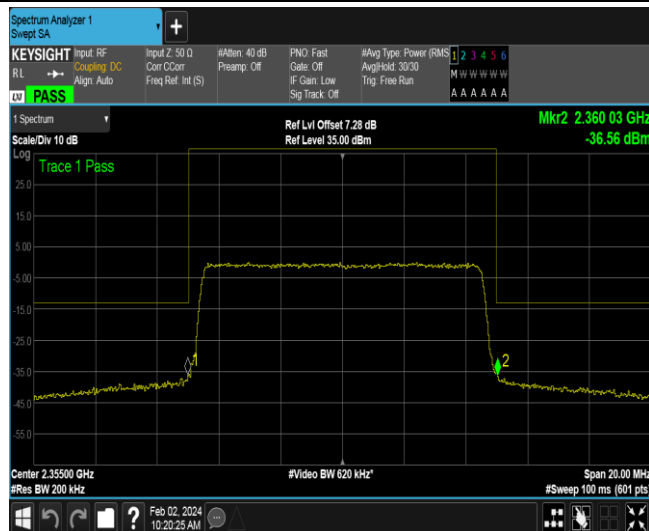 Spectrum Analyzer 1
Swept SA
+
KEYSIGHT
RL
LXI
PASS
Input: RF
Coupling: DC
Align: Auto
Input Z: 50 Ω
Corr CCorr
Freq Ref: Int (S)
#Atten: 40 dB
Preamp: Off
PNO: Fast
Gate: Off
IF Gain: Low
Sig Track: Off
#Avg Type: Power (RMS
Avg|Hold: 30/30
Trig: Free Run
1 2 3 4 5 6
M W W W W W
A A A A A A
1 Spectrum
Scale/Div 10 dB
Ref Lvl Offset 7.28 dB
Ref Level 35.00 dBm
Mkr2 2.360 03 GHz
-36.56 dBm
Log
Trace 1 Pass
25.0
15.0
5.00
-5.00
-15.0
-25.0
-35.0
-45.0
-55.0
1
2
Center 2.35500 GHz
#Res BW 200 kHz
#Video BW 620 kHz*
Span 20.00 MHz
#Sweep 100 ms (601 pts)
?
Feb 02, 2024
10:20:25 AM